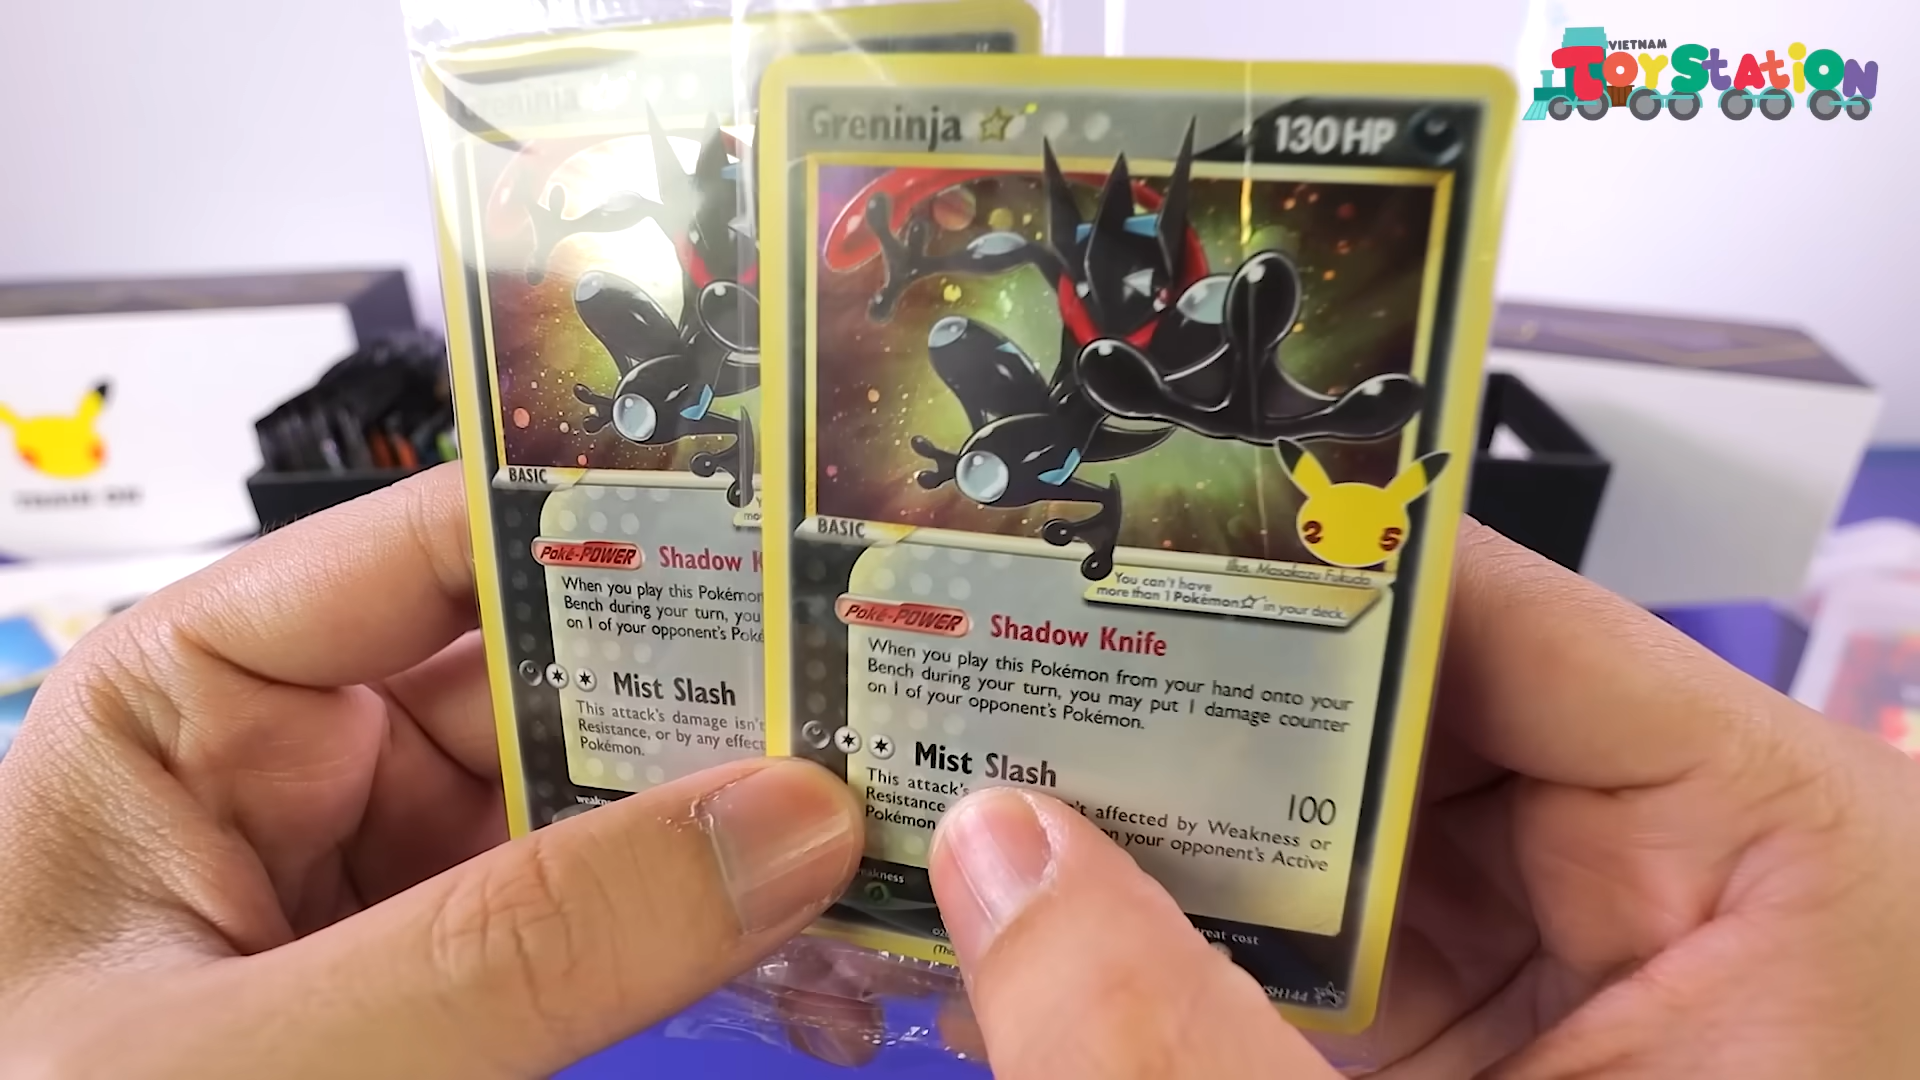 VIETNAM
ToyStation
Greninja
Greninja ☆
130 HP
BASIC
Poké-POWER Shadow K
When you play this Pokémon
Bench during your turn, you
on 1 of your opponent's Poké
Mist Slash
This attack's damage isn't
Resistance, or by any effect
Pokémon.
BASIC
25
Illus. Masakazu Fukuda
You can't have
more than 1 Pokémon☆ in your deck.
Poké-POWER Shadow Knife
When you play this Pokémon from your hand onto your
Bench during your turn, you may put 1 damage counter
on 1 of your opponent's Pokémon.
Mist Slash 100
This attack's 't affected by Weakness or
Resistance on your opponent's Active
Pokémon
weakness
retreat cost
SH144